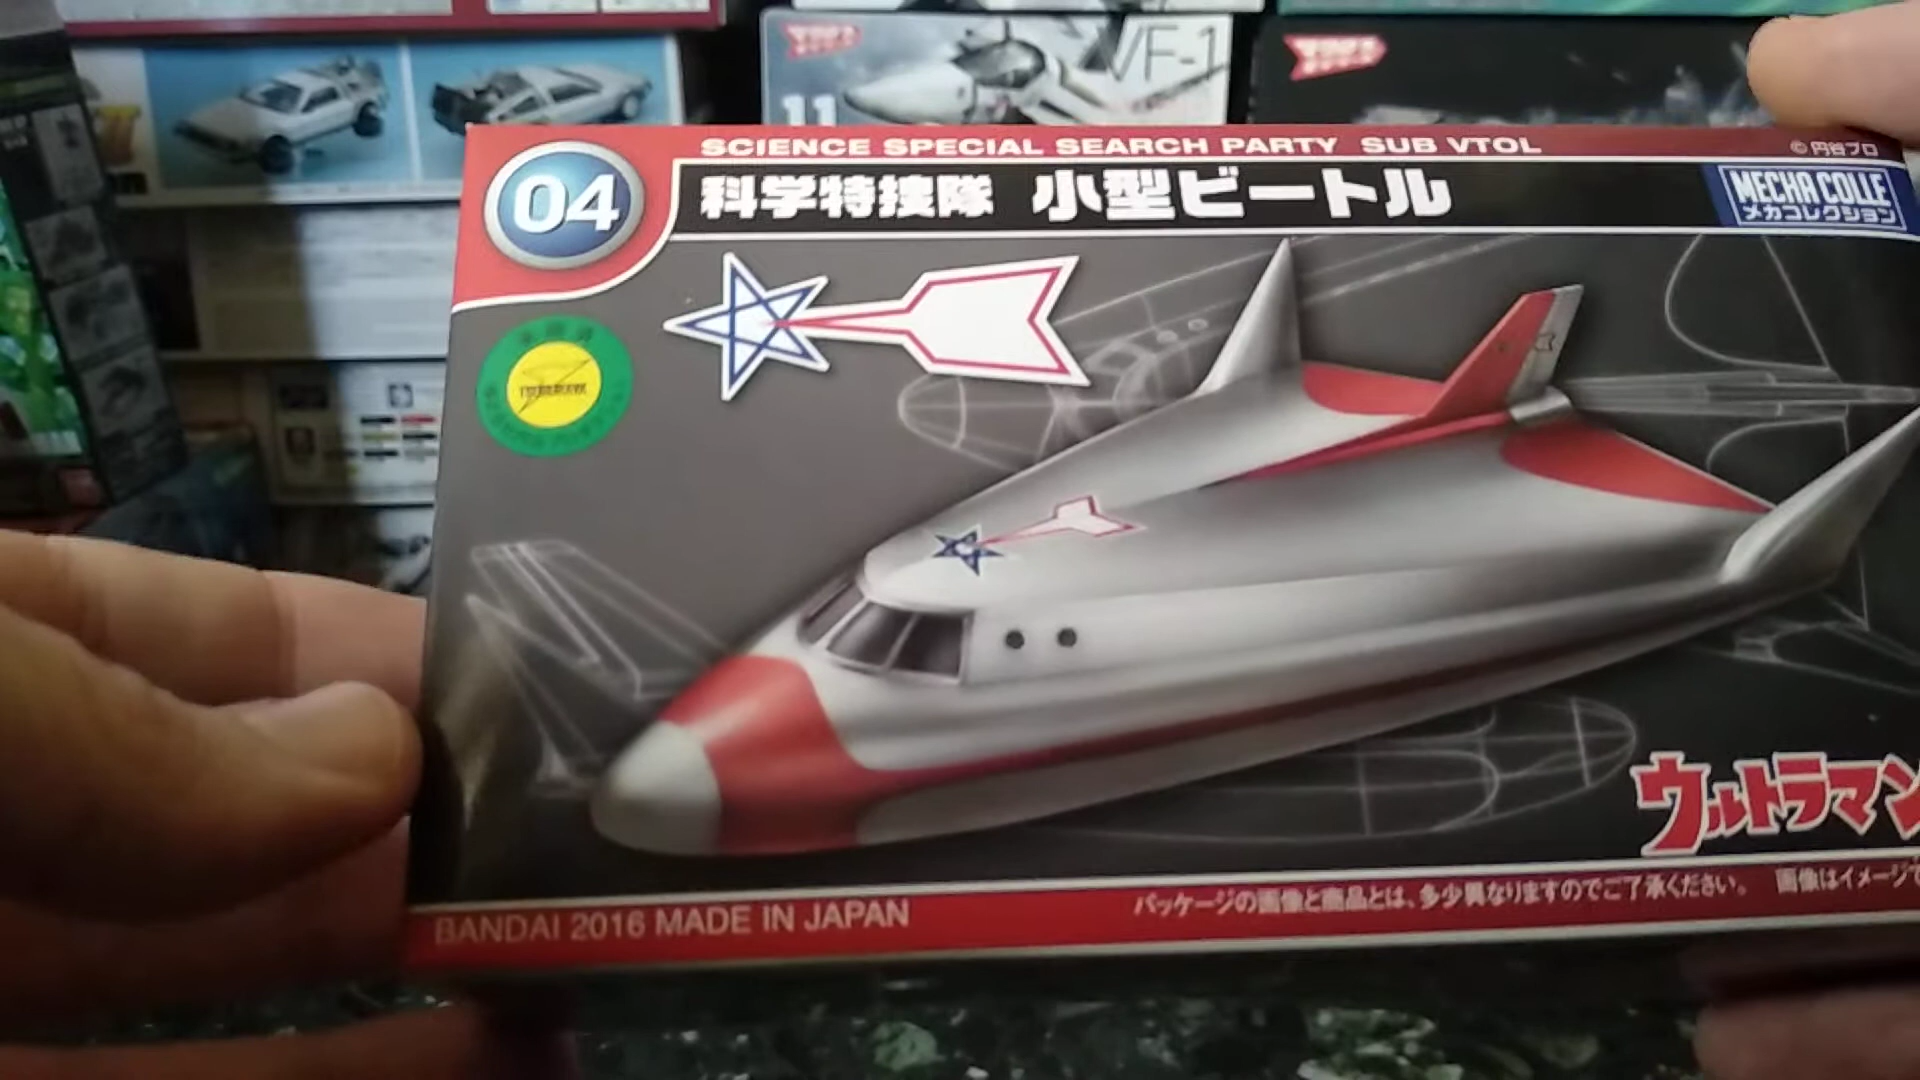 VF-1
11
SCIENCE SPECIAL SEARCH PARTY SUB VTOL
©円谷プロ
04
科学特捜隊 小型ビートル
MECHA COLLE
メカコレクション
TSUBURAYA
ウルトラマン
パッケージの画像と商品とは、多少異なりますのでご了承ください。 画像はイメージで
BANDAI 2016 MADE IN JAPAN